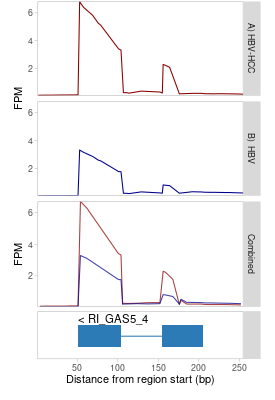 6
4
2
A) HBV-HCC
FPM
6
4
2
B) HBV
6
4
2
Combined
FPM
< RI_GAS5_4
50 100 150 200 250
Distance from region start (bp)